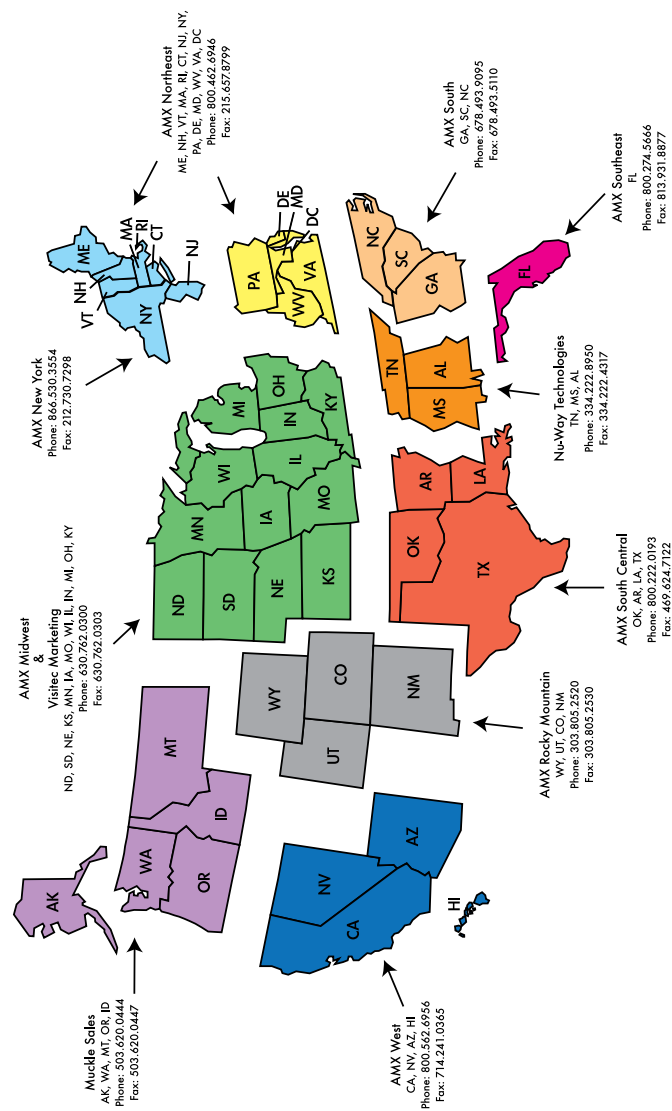 Muckle Sales
AK, WA, MT, OR, ID
Phone: 503.620.0444
Fax: 503.620.0447
AMX Midwest
&
Visitec Marketing
ND, SD, NE, KS, MN, IA, MO, WI, IL, IN, MI, OH, KY
Phone: 630.762.0300
Fax: 630.762.0303
AMX New York
Phone: 866.530.3554
Fax: 212.730.7298
AMX Northeast
ME, NH, VT, MA, RI, CT, NJ, NY,
PA, DE, MD, WV, VA, DC
Phone: 800.462.6946
Fax: 215.657.8799
AK
WA
MT
OR
ID
ND
SD
NE
KS
MN
IA
MO
WI
IL
MI
IN
OH
KY
VT
NH
ME
NY
MA
RI
CT
NJ
PA
WV
VA
DE
MD
DC
WY
UT
CO
NM
NV
CA
AZ
HI
OK
TX
AR
LA
TN
MS
AL
NC
SC
GA
FL
AMX West
CA, NV, AZ, HI
Phone: 800.562.6956
Fax: 714.241.0365
AMX Rocky Mountain
WY, UT, CO, NM
Phone: 303.805.2520
Fax: 303.805.2530
AMX South Central
OK, AR, LA, TX
Phone: 800.222.0193
Fax: 469.624.7122
Nu-Way Technologies
TN, MS, AL
Phone: 334.222.8950
Fax: 334.222.4317
AMX South
GA, SC, NC
Phone: 678.493.9095
Fax: 678.493.5110
AMX Southeast
FL
Phone: 800.274.5666
Fax: 813.931.8877